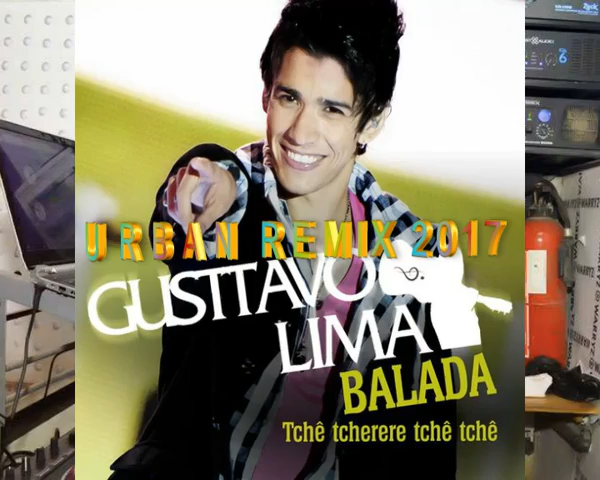 URBAN REMIX 2017
GUSTTAVO
LIMA
BALADA
Tchê tcherere tchê tchê